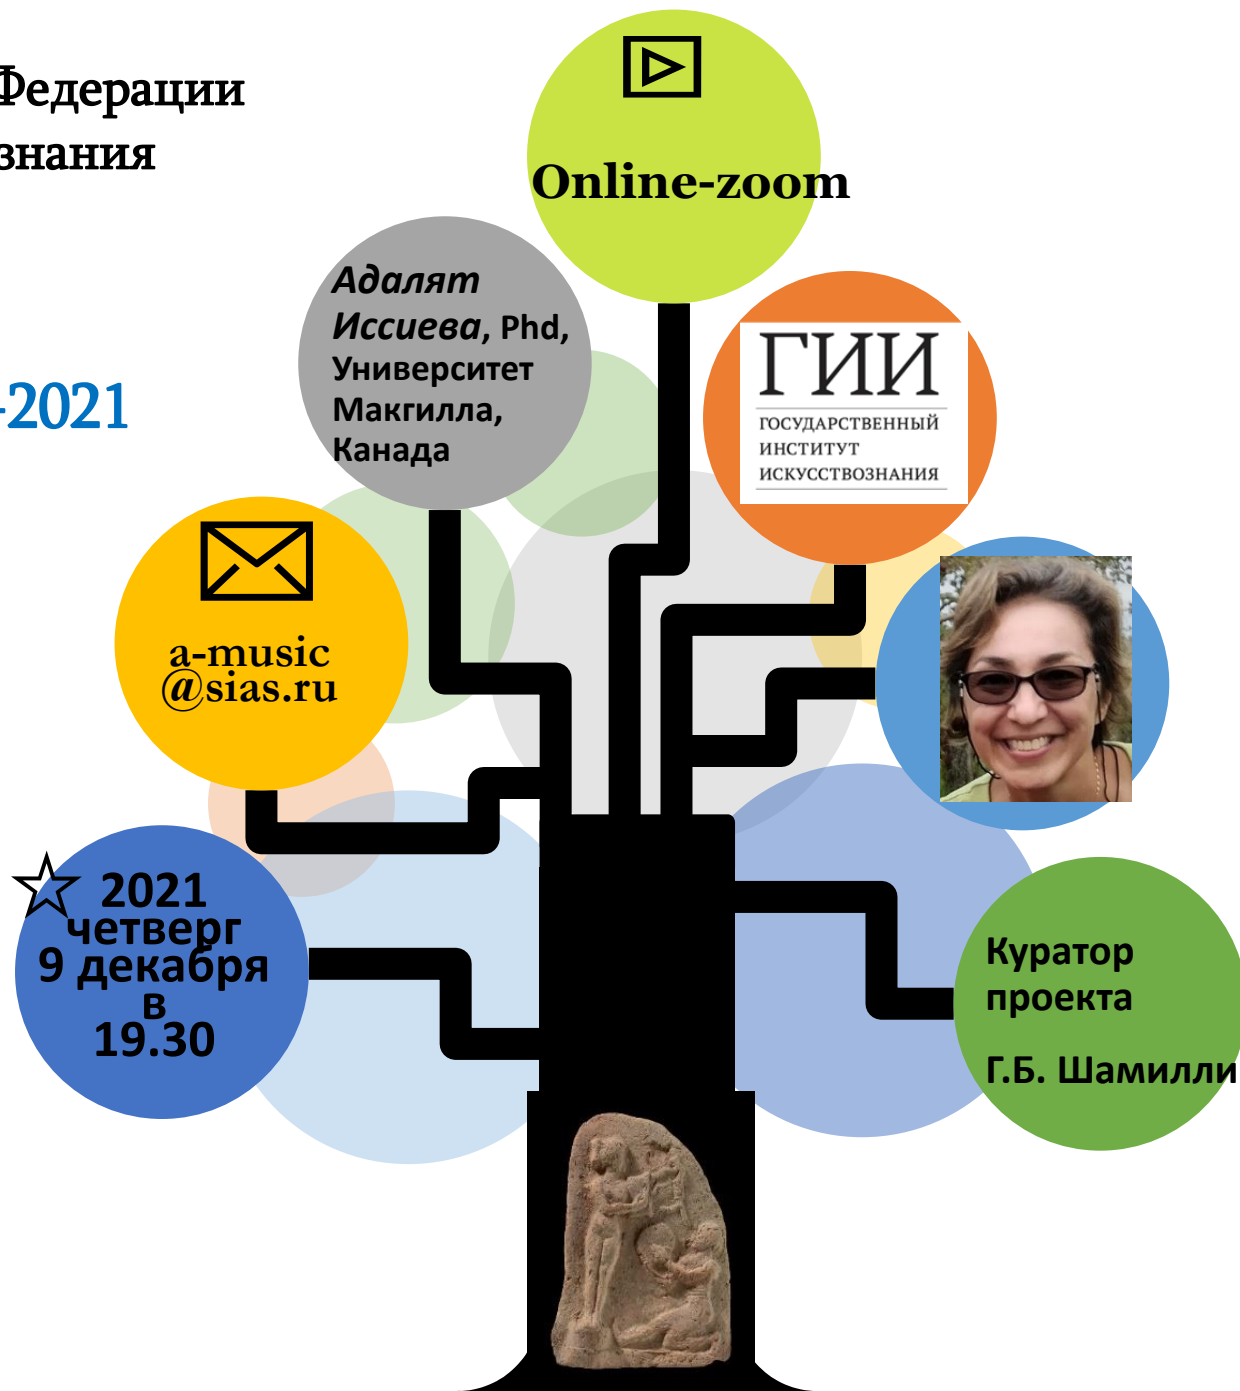 Федерации
знания
-2021
Online-zoom
Адалят
Иссиева, Phd,
Университет
Макгилла,
Канада
ГИИ
ГОСУДАРСТВЕННЫЙ
ИНСТИТУТ
ИСКУССТВОЗНАНИЯ
a-music
@sias.ru
2021
четверг
9 декабря
в
19.30
Куратор
проекта
Г.Б. Шамилли